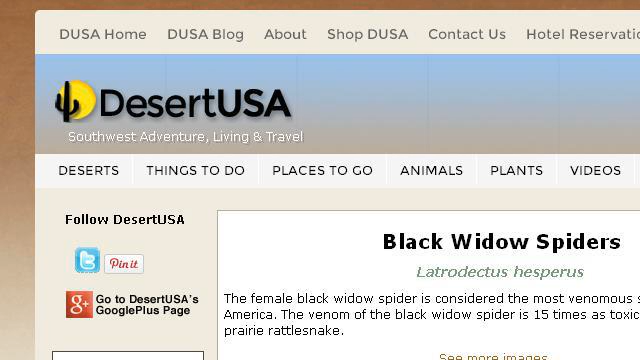 DUSA Home DUSA Blog About Shop DUSA Contact Us Hotel
DesertUSA
Southwest Adventure, Living & Travel
DESERTS THINGS TO DO PLACES TO GO ANIMALS PLANTS VIDEOS
Follow DesertUSA
Pin it
Go to DesertUSA's
GooglePlus Page
Black Widow Spiders
Latrodectus hesperus
The female black widow spider is considered the most venomous
America. The venom of the black widow spider is 15 times as toxic
prairie rattlesnake.
See more images